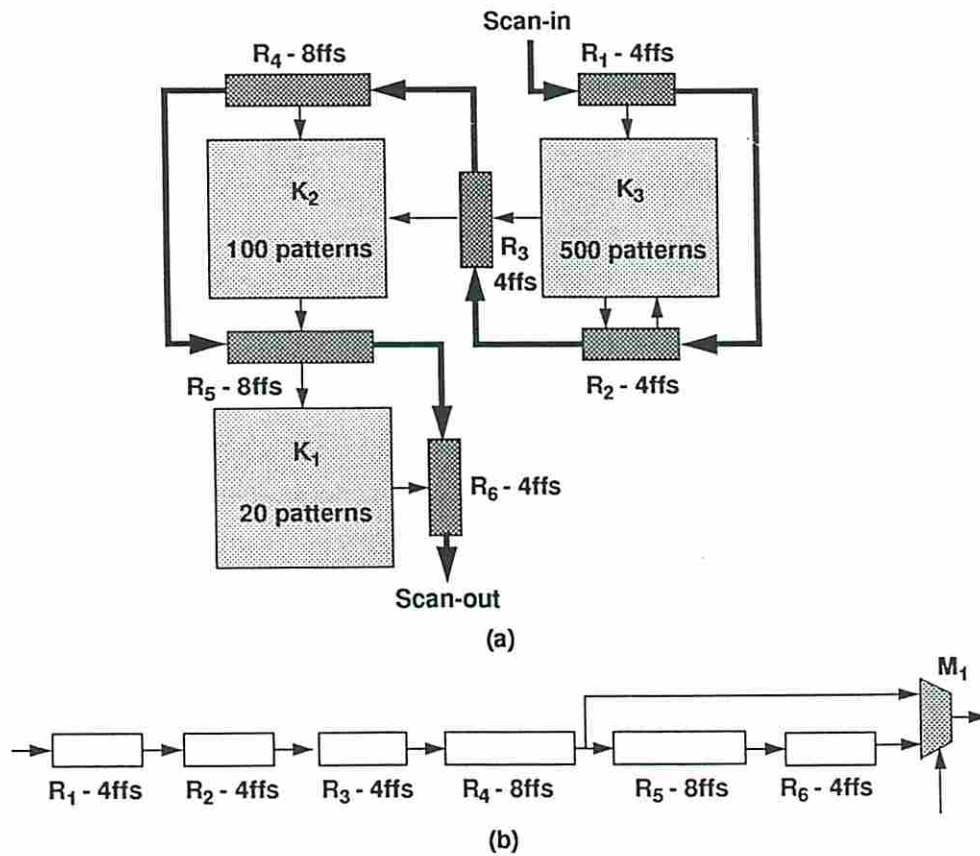 Scan-in
R4 - 8ffs
R1 - 4ffs
K2
100 patterns
K3
500 patterns
R3
4ffs
R5 - 8ffs
R2 - 4ffs
K1
20 patterns
R6 - 4ffs
Scan-out
(a)
M1
R1 - 4ffs
R2 - 4ffs
R3 - 4ffs
R4 - 8ffs
R5 - 8ffs
R6 - 4ffs
(b)